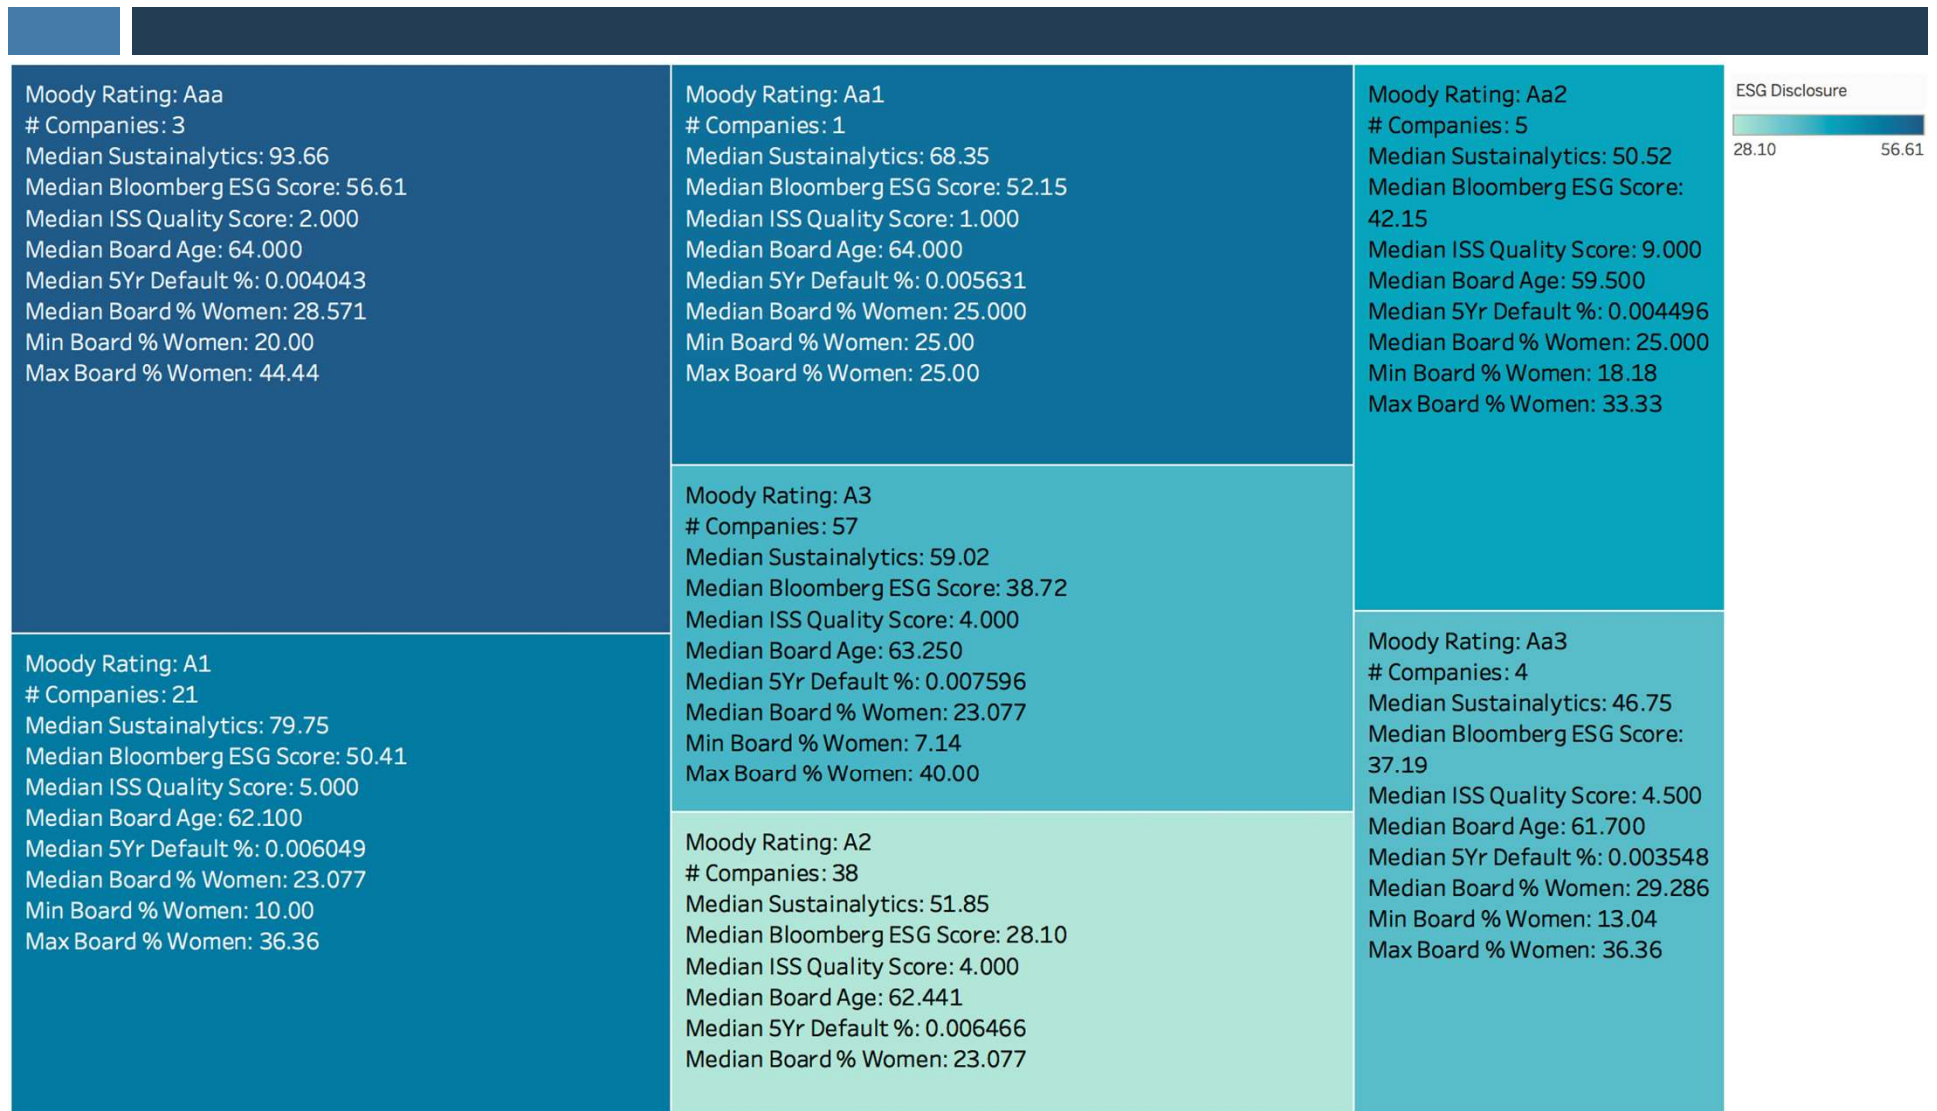 Moody Rating: Aaa
# Companies: 3
Median Sustainalytics: 93.66
Median Bloomberg ESG Score: 56.61
Median ISS Quality Score: 2.000
Median Board Age: 64.000
Median 5Yr Default %: 0.004043
Median Board % Women: 28.571
Min Board % Women: 20.00
Max Board % Women: 44.44
Moody Rating: A1
# Companies: 21
Median Sustainalytics: 79.75
Median Bloomberg ESG Score: 50.41
Median ISS Quality Score: 5.000
Median Board Age: 62.100
Median 5Yr Default %: 0.006049
Median Board % Women: 23.077
Min Board % Women: 10.00
Max Board % Women: 36.36
Moody Rating: Aa1
# Companies: 1
Median Sustainalytics: 68.35
Median Bloomberg ESG Score: 52.15
Median ISS Quality Score: 1.000
Median Board Age: 64.000
Median 5Yr Default %: 0.005631
Median Board % Women: 25.000
Min Board % Women: 25.00
Max Board % Women: 25.00
Moody Rating: A3
# Companies: 57
Median Sustainalytics: 59.02
Median Bloomberg ESG Score: 38.72
Median ISS Quality Score: 4.000
Median Board Age: 63.250
Median 5Yr Default %: 0.007596
Median Board % Women: 23.077
Min Board % Women: 7.14
Max Board % Women: 40.00
Moody Rating: A2
# Companies: 38
Median Sustainalytics: 51.85
Median Bloomberg ESG Score: 28.10
Median ISS Quality Score: 4.000
Median Board Age: 62.441
Median 5Yr Default %: 0.006466
Median Board % Women: 23.077
Moody Rating: Aa2
# Companies: 5
Median Sustainalytics: 50.52
Median Bloomberg ESG Score:
42.15
Median ISS Quality Score: 9.000
Median Board Age: 59.500
Median 5Yr Default %: 0.004496
Median Board % Women: 25.000
Min Board % Women: 18.18
Max Board % Women: 33.33
Moody Rating: Aa3
# Companies: 4
Median Sustainalytics: 46.75
Median Bloomberg ESG Score:
37.19
Median ISS Quality Score: 4.500
Median Board Age: 61.700
Median 5Yr Default %: 0.003548
Median Board % Women: 29.286
Min Board % Women: 13.04
Max Board % Women: 36.36
ESG Disclosure
28.10 56.61